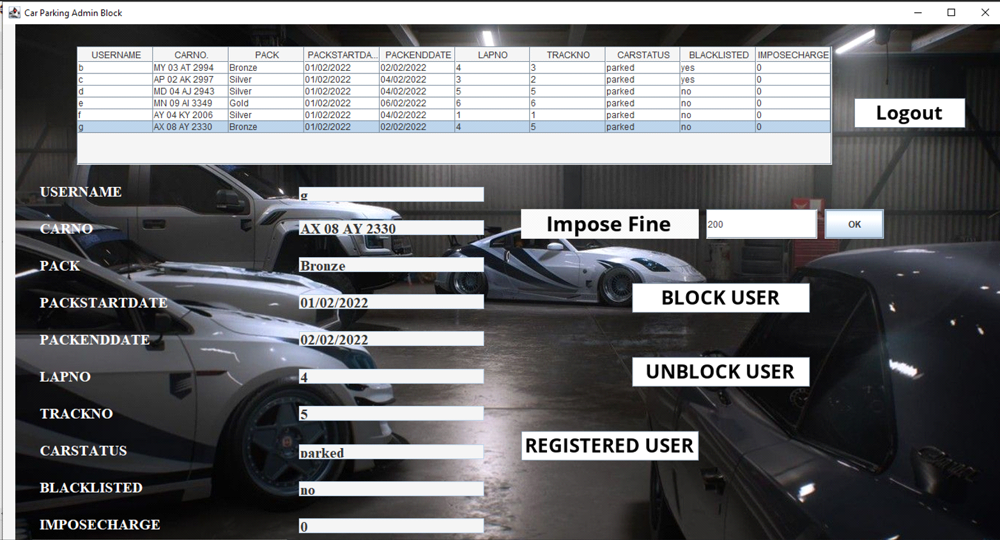 Car Parking Admin Block
USERNAME CARNO. PACK PACKSTARTDA... PACKENDDATE LAPNO TRACKNO CARSTATUS BLACKLISTED IMPOSECHARGE
b MY 03 AT 2994 Bronze 01/02/2022 02/02/2022 4 3 parked yes 0
c AP 02 AK 2997 Silver 01/02/2022 04/02/2022 3 2 parked yes 0
d MD 04 AJ 2943 Silver 01/02/2022 04/02/2022 5 5 parked no 0
e MN 09 AI 3349 Gold 01/02/2022 06/02/2022 6 6 parked no 0
f AY 04 KY 2006 Silver 01/02/2022 04/02/2022 1 1 parked no 0
g AX 08 AY 2330 Bronze 01/02/2022 02/02/2022 4 5 parked no 0
Logout
USERNAME g
CARNO AX 08 AY 2330
Impose Fine 200 OK
PACK Bronze
PACKSTARTDATE 01/02/2022
BLOCK USER
PACKENDDATE 02/02/2022
LAPNO 4
UNBLOCK USER
TRACKNO 5
CARSTATUS parked
REGISTERED USER
BLACKLISTED no
IMPOSECHARGE 0